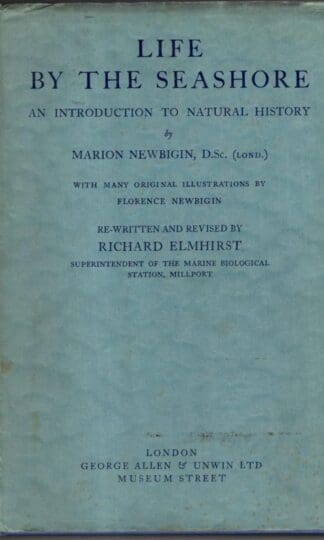 LIFE
BY THE SEASHORE
AN INTRODUCTION TO NATURAL HISTORY
by
MARION NEWBIGIN, D.Sc. (LOND.)
WITH MANY ORIGINAL ILLUSTRATIONS BY
FLORENCE NEWBIGIN
RE-WRITTEN AND REVISED BY
RICHARD ELMHIRST
SUPERINTENDENT OF THE MARINE BIOLOGICAL
STATION, MILLPORT
LONDON
GEORGE ALLEN & UNWIN LTD
MUSEUM STREET